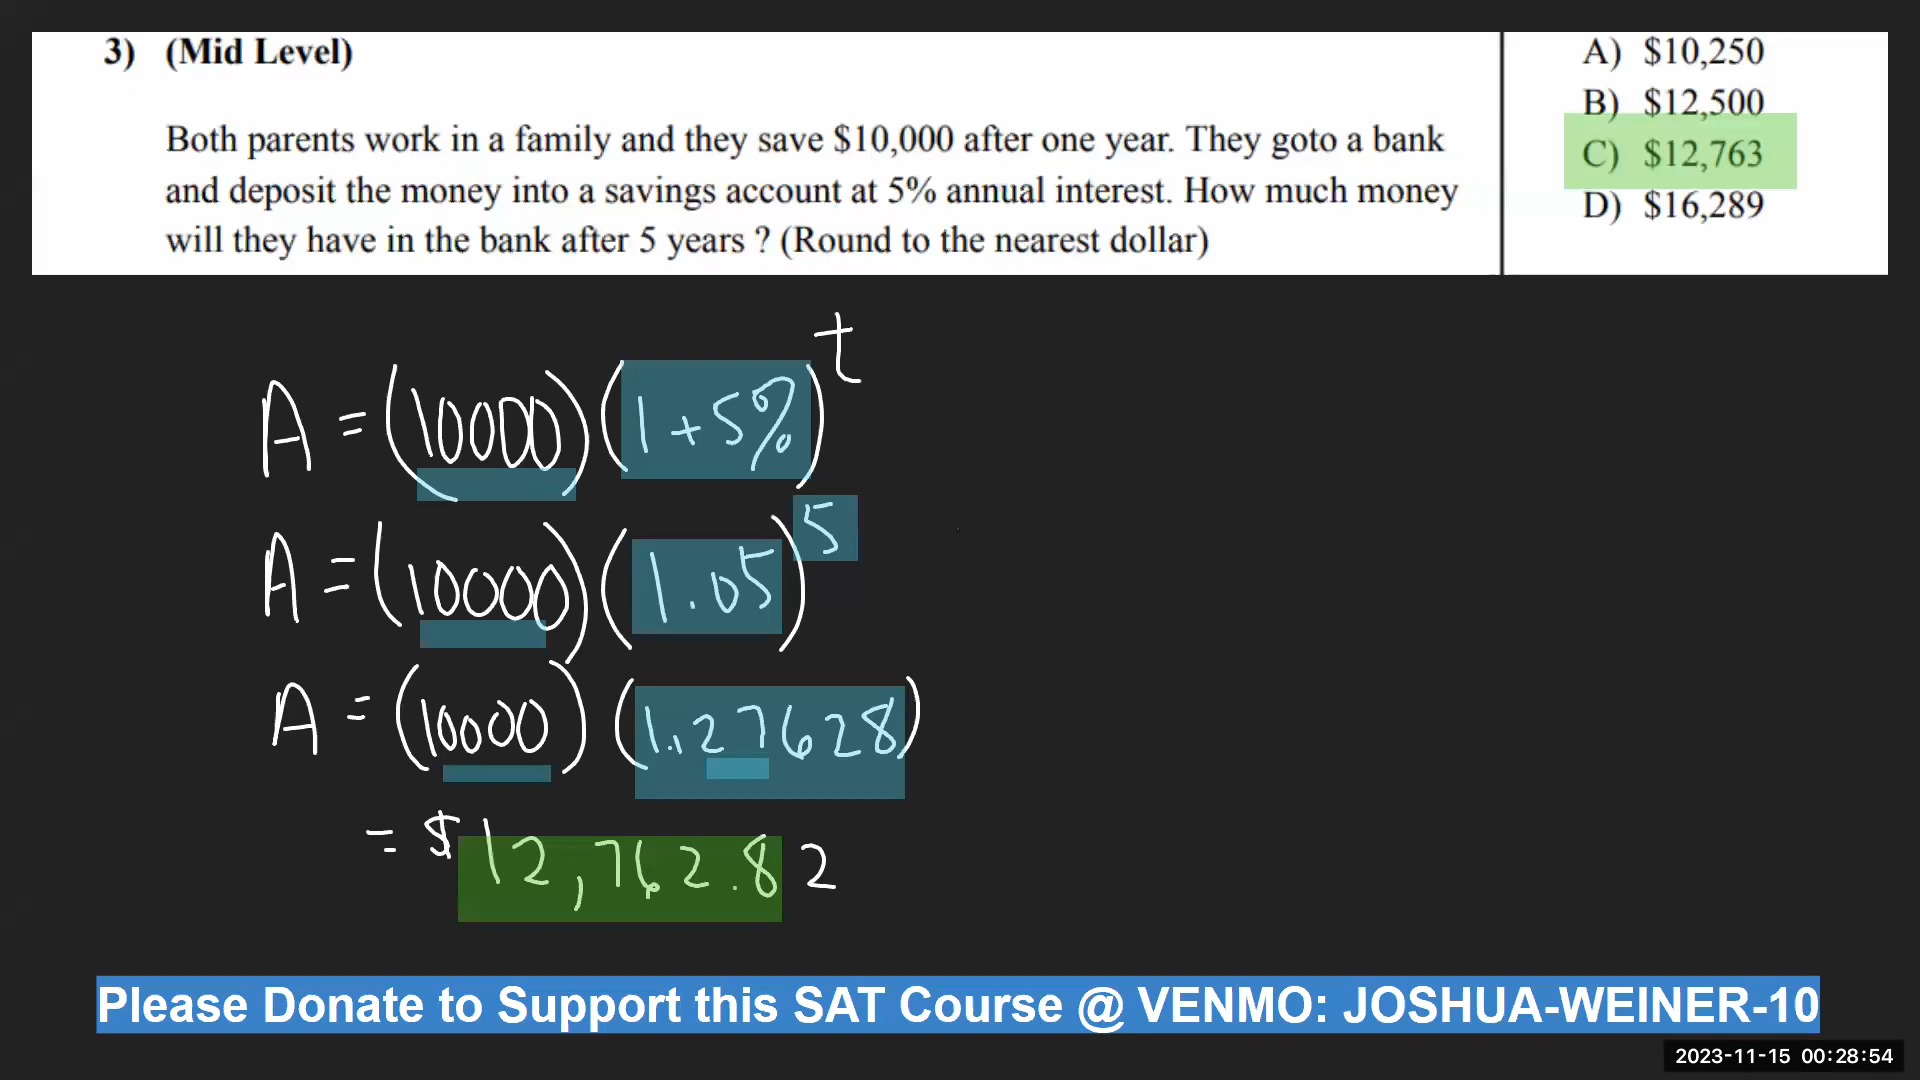 3) (Mid Level)
Both parents work in a family and they save $10,000 after one year. They goto a bank
and deposit the money into a savings account at 5% annual interest. How much money
will they have in the bank after 5 years ? (Round to the nearest dollar)
A) $10,250
B) $12,500
C) $12,763
D) $16,289
A = (10000)(1+5%)^t
A = (10000)(1.05)^5
A = (10000)(1.27628)
= $12,762.82
Please Donate to Support this SAT Course @ VENMO: JOSHUA-WEINER-10
2023-11-15 00:28:54